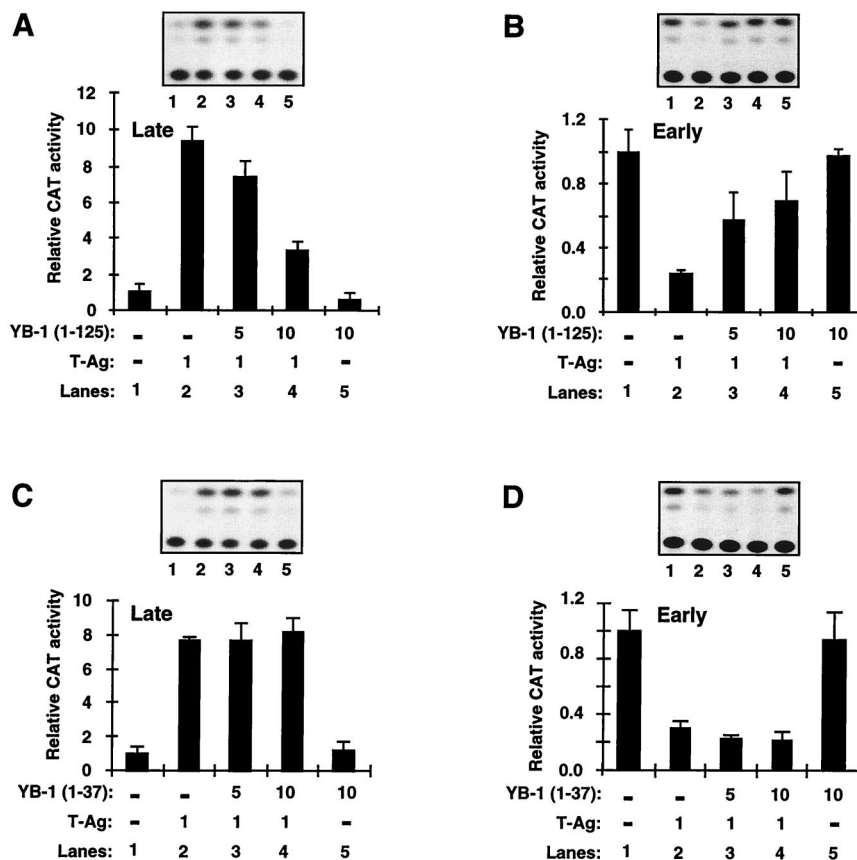 A
1 2 3 4 5
Late
Relative CAT activity
12
10
8
6
4
2
0
YB-1 (1-125): - - 5 10 10
T-Ag: - 1 1 1 -
Lanes: 1 2 3 4 5
B
1 2 3 4 5
Early
Relative CAT activity
1.2
0.8
0.4
0.0
YB-1 (1-125): - - 5 10 10
T-Ag: - 1 1 1 -
Lanes: 1 2 3 4 5
C
1 2 3 4 5
Late
Relative CAT activity
10
8
6
4
2
0
YB-1 (1-37): - - 5 10 10
T-Ag: - 1 1 1 -
Lanes: 1 2 3 4 5
D
1 2 3 4 5
Early
Relative CAT activity
1.2
0.8
0.4
0.0
YB-1 (1-37): - - 5 10 10
T-Ag: - 1 1 1 -
Lanes: 1 2 3 4 5